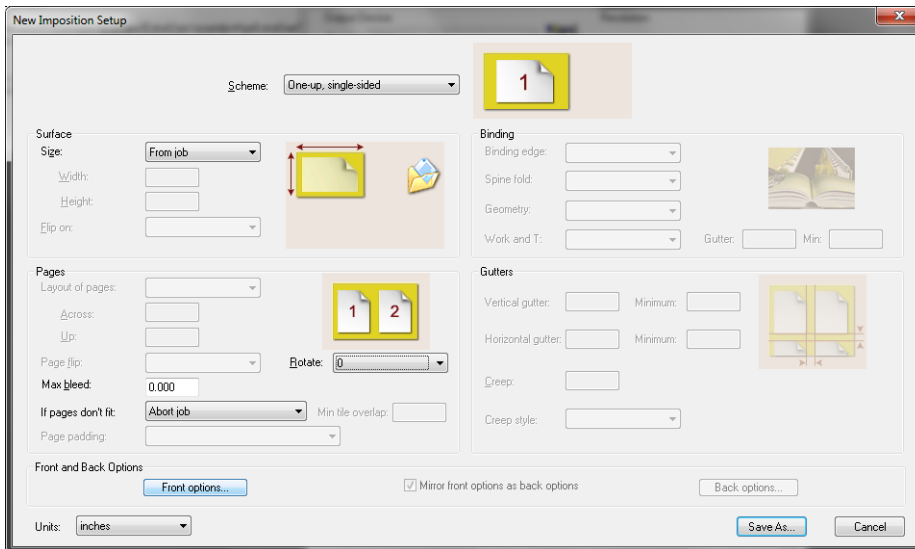 New Imposition Setup
Scheme: One-up, single-sided
1
Surface
Size: From job
Width:
Height:
Flip on:
Binding
Binding edge:
Spine fold:
Geometry:
Work and T: Gutter: Min:
Pages
Layout of pages:
Across:
Up:
1 2
Page flip: Rotate: 0
Max bleed: 0.000
If pages don't fit: Abort job Min tile overlap:
Page padding:
Gutters
Vertical gutter: Minimum:
Horizontal gutter: Minimum:
Creep:
Creep style:
Front and Back Options
Front options... Mirror front options as back options Back options...
Units: inches Save As... Cancel